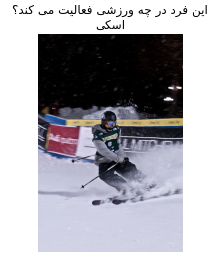 این فرد در چه ورزشی فعالیت می کند؟
اسکی